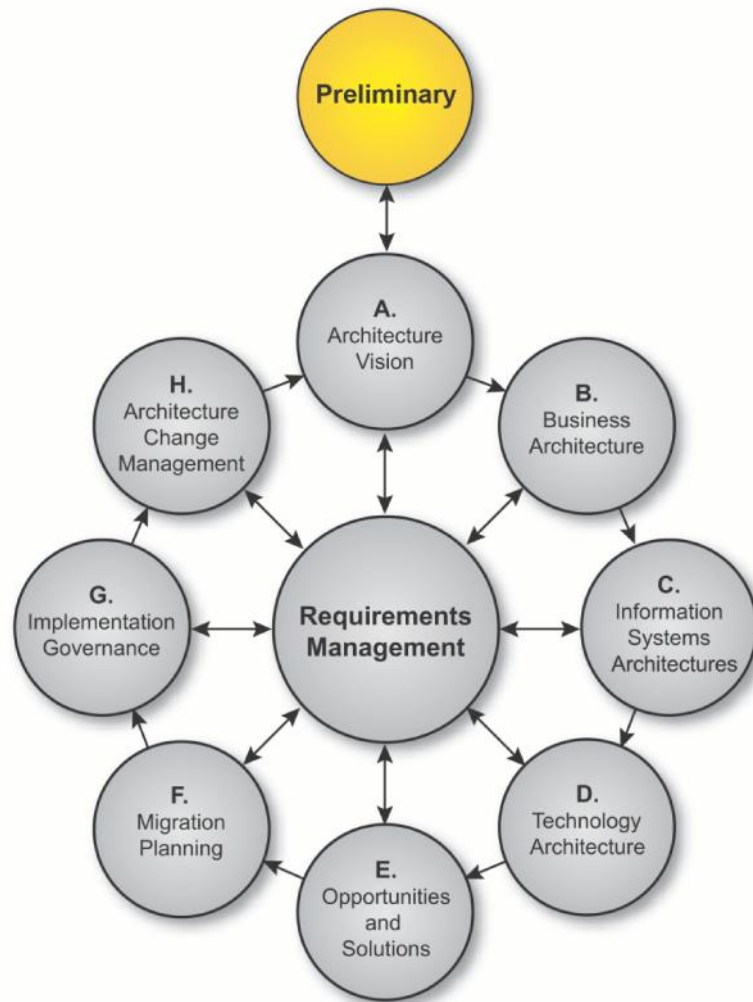 Preliminary
A.
Architecture
Vision
B.
Business
Architecture
C.
Information
Systems
Architectures
D.
Technology
Architecture
E.
Opportunities
and
Solutions
F.
Migration
Planning
G.
Implementation
Governance
H.
Architecture
Change
Management
Requirements
Management